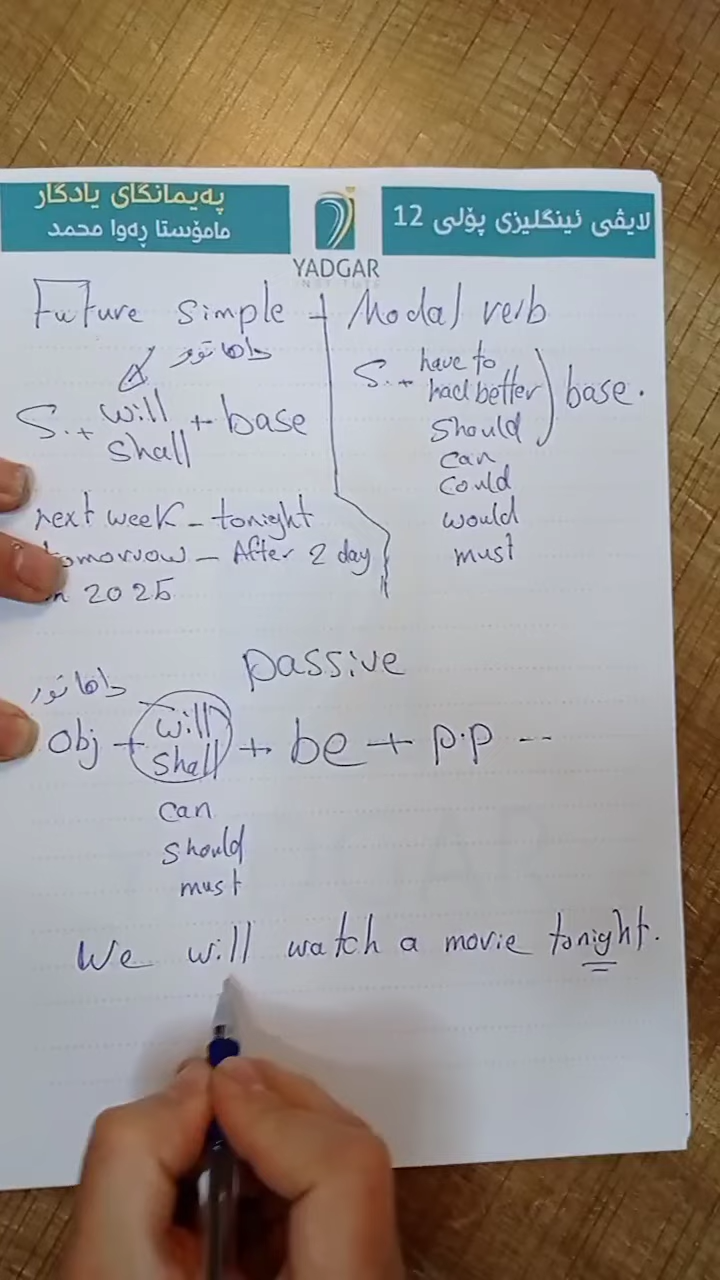 پەیمانگای یادگار
مامۆستا ڕەوا محمد
YADGAR
لایڤی ئینگلیزی پۆلی 12
Future simple + Modal verb
داهاتوو
S. + will + base
shall
next week - tonight
tomorrow - After 2 day
in 2025
S. + have to
had better
should
can
could
would
must
base.
passive
داهاتوو
obj + will + be + p.p --
shall
can
should
must
We will watch a movie tonight.